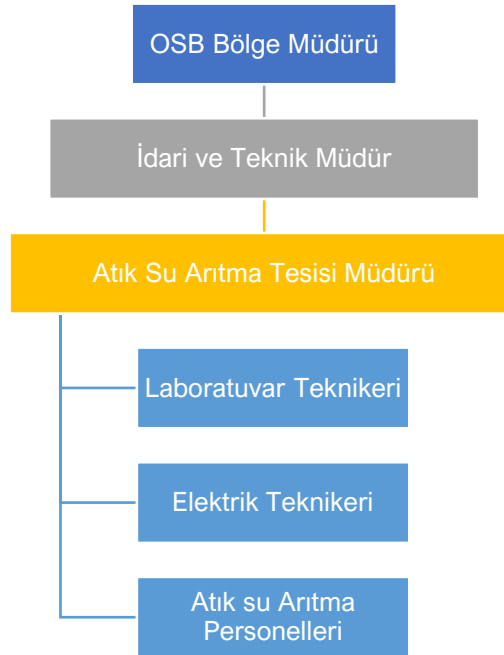 OSB Bölge Müdürü
İdari ve Teknik Müdür
Atık Su Arıtma Tesisi Müdürü
Laboratuvar Teknikeri
Elektrik Teknikeri
Atık su Arıtma
Personelleri